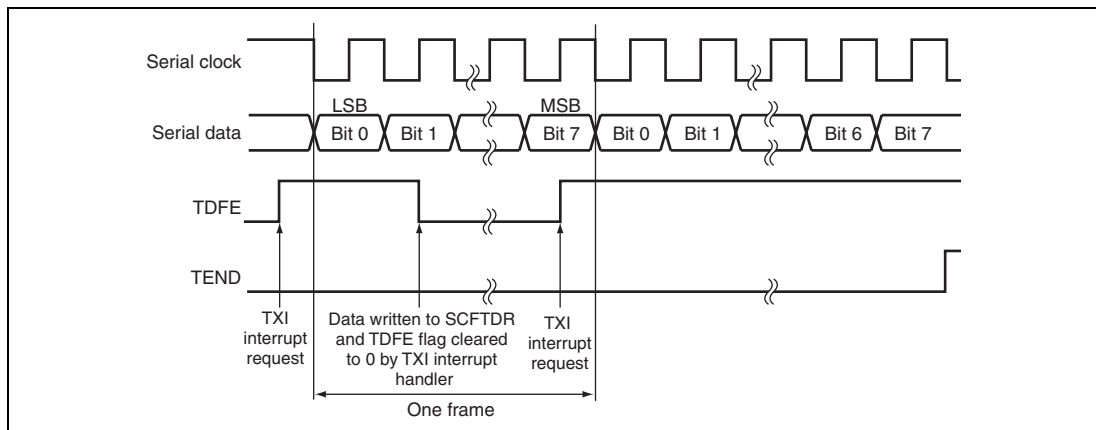 Serial clock
LSB
MSB
Serial data
Bit 0
Bit 1
Bit 7
Bit 0
Bit 1
Bit 6
Bit 7
TDFE
TEND
TXI
interrupt
request
Data written to SCFTDR
and TDFE flag cleared
to 0 by TXI interrupt
handler
TXI
interrupt
request
One frame